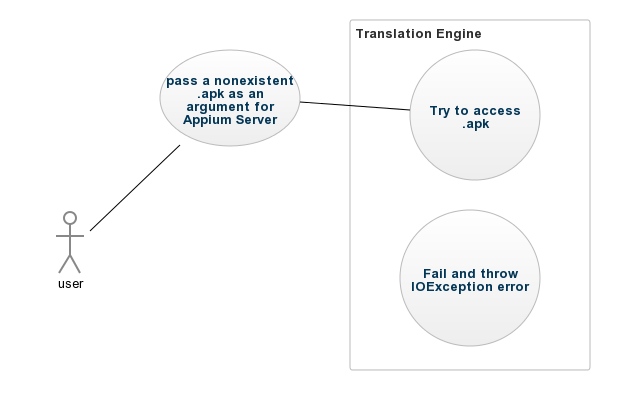 Translation Engine
pass a nonexistent
.apk as an
argument for
Appium Server
Try to access
.apk
Fail and throw
IOException error
user